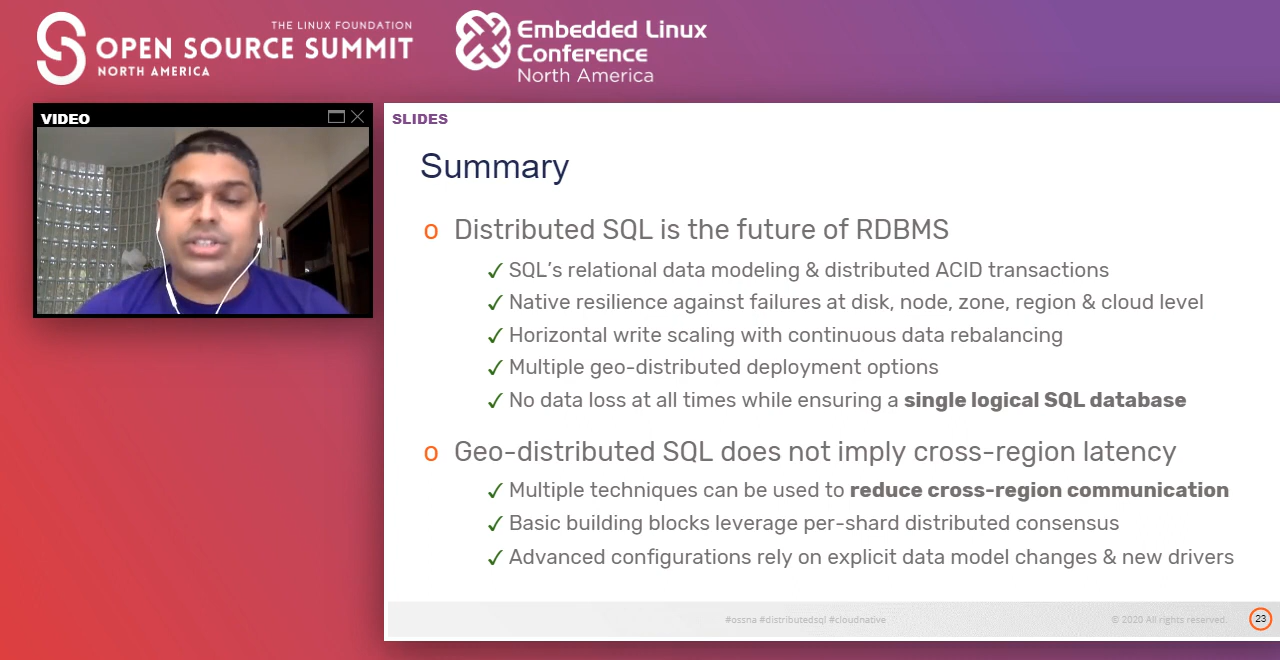 THE LINUX FOUNDATION
OPEN SOURCE SUMMIT
NORTH AMERICA
Embedded Linux
Conference
North America
VIDEO
SLIDES
Summary
o Distributed SQL is the future of RDBMS
✓ SQL’s relational data modeling & distributed ACID transactions
✓ Native resilience against failures at disk, node, zone, region & cloud level
✓ Horizontal write scaling with continuous data rebalancing
✓ Multiple geo-distributed deployment options
✓ No data loss at all times while ensuring a single logical SQL database
o Geo-distributed SQL does not imply cross-region latency
✓ Multiple techniques can be used to reduce cross-region communication
✓ Basic building blocks leverage per-shard distributed consensus
✓ Advanced configurations rely on explicit data model changes & new drivers
#ossna #distributedsql #cloudnative
© 2020 All rights reserved.
23